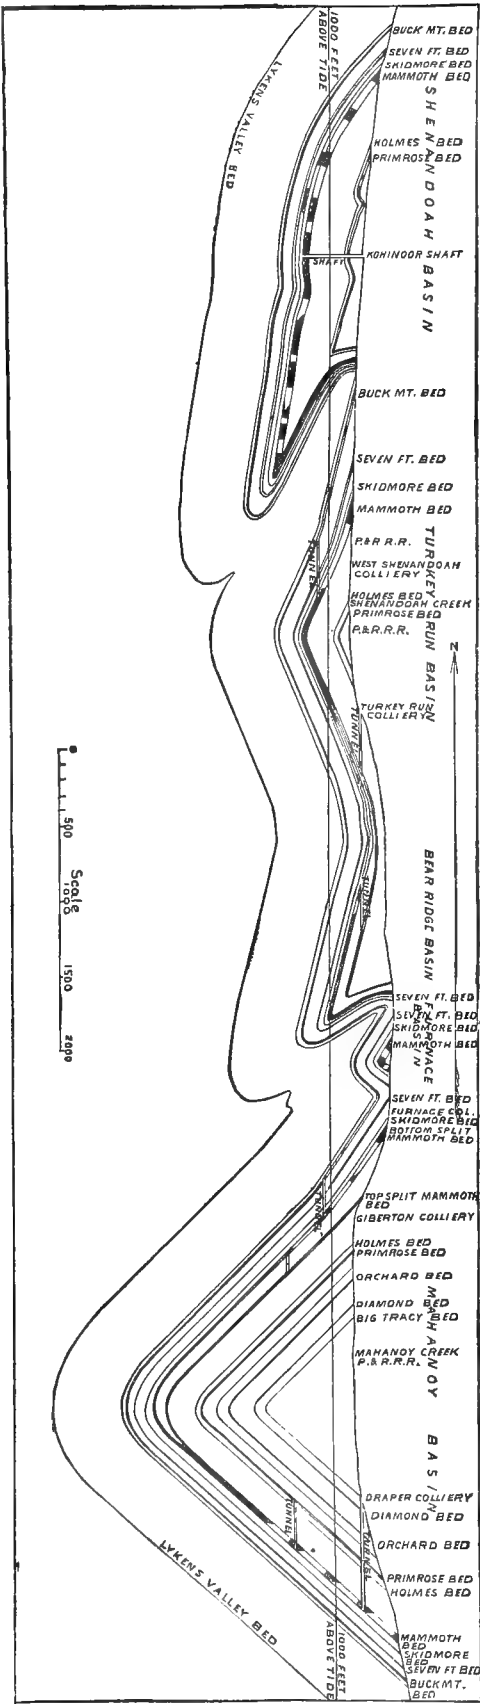 BUCK MT. BED
SEVEN FT. BED
SKIDMORE BED
MAMMOTH BED
1000 FEET
ABOVE TIDE
LYKENS VALLEY BED
SHENANDOAH BASIN
HOLMES BED
PRIMROSE BED
KOHINOOR SHAFT
SHAFT
BUCK MT. BED
SEVEN FT. BED
SKIDMORE BED
MAMMOTH BED
P.& R R.R.
TUNNEL
WEST SHENANDOAH
COLLIERY
TURKEY RUN BASIN
HOLMES BED
SHENANDOAH CREEK
PRIMROSE BED
P.& R.R.R.
N
TURKEY RUN
COLLIERY
TUNNEL
Scale
0
500
1000
1500
2000
BEAR RIDGE BASIN
TUNNEL
FURNACE
BASIN
SEVEN FT. BED
SEVEN FT. BED
SKIDMORE BED
MAMMOTH BED
SEVEN FT. BED
FURNACE COL.
SKIDMORE BED
BOTTOM SPLIT
MAMMOTH BED
TOP SPLIT MAMMOTH
BED
GIBERTON COLLIERY
TUNNEL
HOLMES BED
PRIMROSE BED
ORCHARD BED
DIAMOND BED
BIG TRACY BED
MAHANOY BASIN
MAHANOY CREEK
P.& R.R.R.
DRAPER COLLIERY
DIAMOND BED
TUNNEL
TUNNEL
ORCHARD BED
PRIMROSE BED
HOLMES BED
LYKENS VALLEY BED
MAMMOTH
BED
SKIDMORE
BED
SEVEN FT BED
BUCK MT.
BED
1000 FEET
ABOVE TIDE